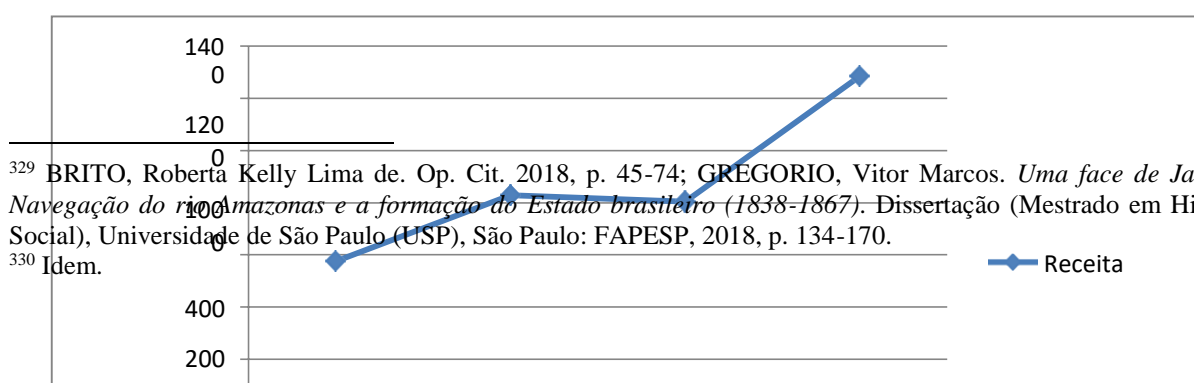 140
0
120
0
329 BRITO, Roberta Kelly Lima de. Op. Cit. 2018, p. 45-74; GREGORIO, Vitor Marcos. Uma face de Ja
Navegação do rio Amazonas e a formação do Estado brasileiro (1838-1867). Dissertação (Mestrado em Hi
100
Social), Universidade de São Paulo (USP), São Paulo: FAPESP, 2018, p. 134-170.
0
330 Idem.
Receita
400
200